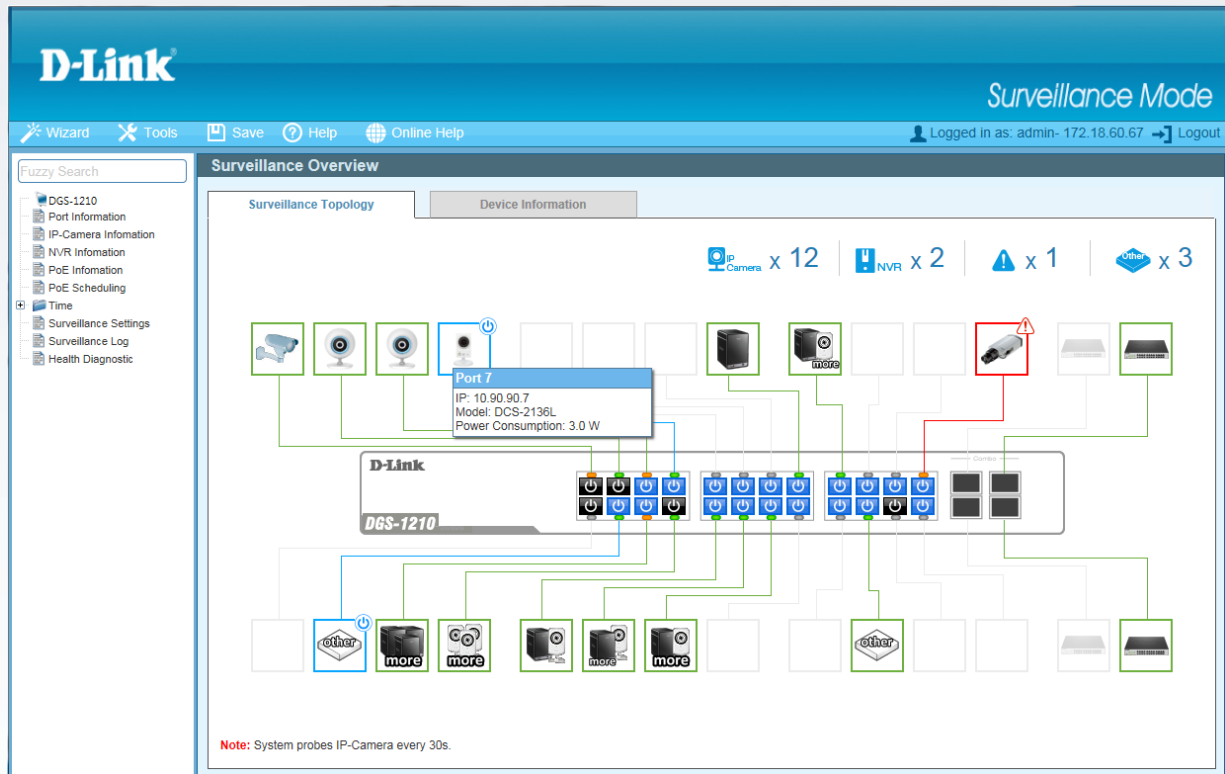 D-Link
Surveillance Mode
Wizard Tools Save Help Online Help Logged in as: admin- 172.18.60.67 Logout
Fuzzy Search
DGS-1210
Port Information
IP-Camera Infomation
NVR Infomation
PoE Infomation
PoE Scheduling
Time
Surveillance Settings
Surveillance Log
Health Diagnostic
Surveillance Overview
Surveillance Topology Device Information
IP Camera x 12 NVR x 2 x 1 Other x 3
more
Port 7
IP: 10.90.90.7
Model: DCS-2136L
Power Consumption: 3.0 W
D-Link
Combo
DGS-1210
other more more more more other
Note: System probes IP-Camera every 30s.